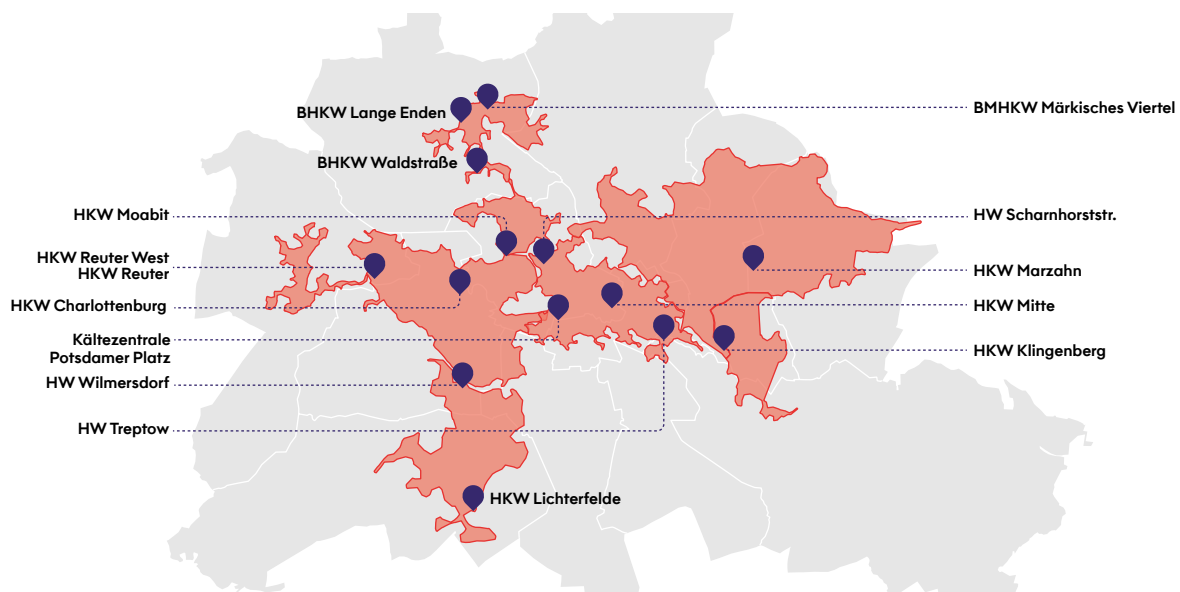 BHKW Lange Enden
BMHKW Märkisches Viertel
BHKW Waldstraße
HKW Moabit
HW Scharnhorststr.
HKW Reuter West
HKW Reuter
HKW Marzahn
HKW Charlottenburg
HKW Mitte
Kältezentrale
Potsdamer Platz
HKW Klingenberg
HW Wilmersdorf
HW Treptow
HKW Lichterfelde